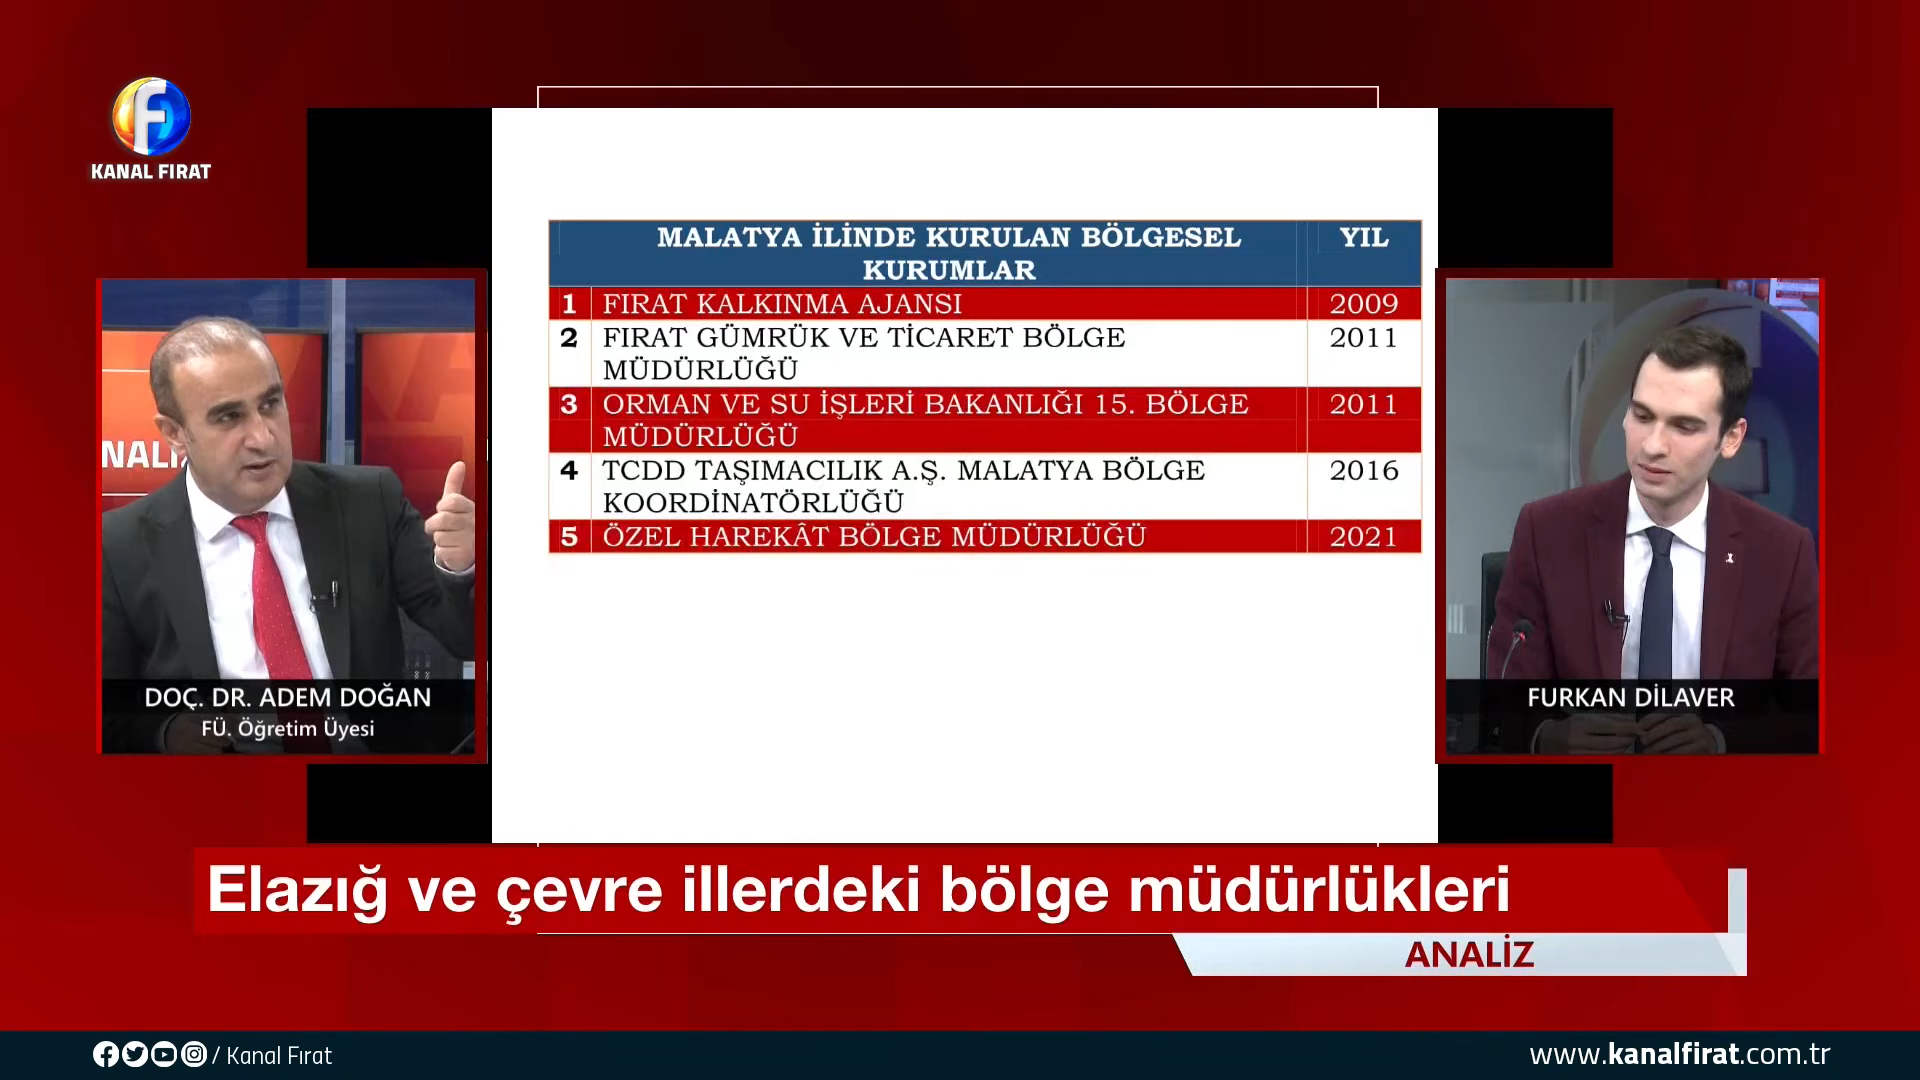 KANAL FIRAT
MALATYA İLİNDE KURULAN BÖLGESEL
KURUMLAR
YIL
1 FIRAT KALKINMA AJANSI 2009
2 FIRAT GÜMRÜK VE TİCARET BÖLGE
MÜDÜRLÜĞÜ
2011
3 ORMAN VE SU İŞLERİ BAKANLIĞI 15. BÖLGE
MÜDÜRLÜĞÜ
2011
4 TCDD TAŞIMACILIK A.Ş. MALATYA BÖLGE
KOORDİNATÖRLÜĞÜ
2016
5 ÖZEL HAREKÂT BÖLGE MÜDÜRLÜĞÜ 2021
DOÇ. DR. ADEM DOĞAN
FÜ. Öğretim Üyesi
FURKAN DİLAVER
Elazığ ve çevre illerdeki bölge müdürlükleri
ANALİZ
/ Kanal Fırat
www.kanalfirat.com.tr